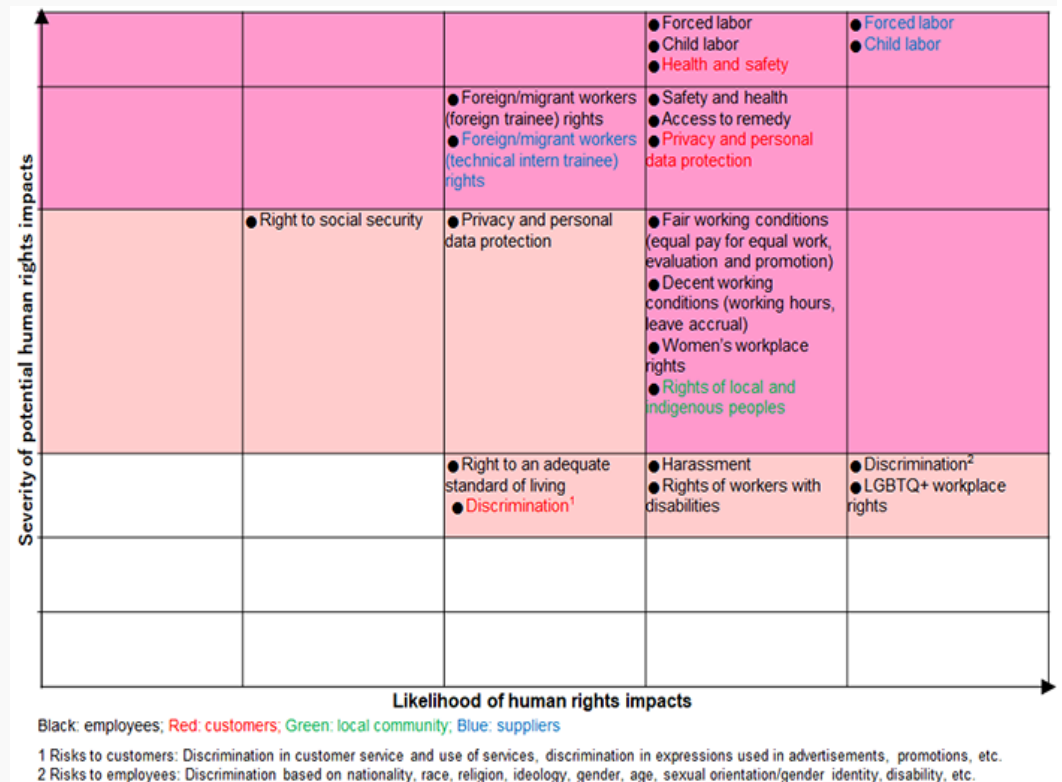 Severity of potential human rights impacts
● Forced labor
● Child labor
● Health and safety
● Forced labor
● Child labor
● Foreign/migrant workers
(foreign trainee) rights
● Foreign/migrant workers
(technical intern trainee)
rights
● Safety and health
● Access to remedy
● Privacy and personal
data protection
● Right to social security
● Privacy and personal
data protection
● Fair working conditions
(equal pay for equal work,
evaluation and promotion)
● Decent working
conditions (working hours,
leave accrual)
● Women's workplace
rights
● Rights of local and
indigenous peoples
● Right to an adequate
standard of living
● Discrimination¹
● Harassment
● Rights of workers with
disabilities
● Discrimination²
● LGBTQ+ workplace
rights
Likelihood of human rights impacts
Black: employees; Red: customers; Green: local community; Blue: suppliers
1 Risks to customers: Discrimination in customer service and use of services, discrimination in expressions used in advertisements, promotions, etc.
2 Risks to employees: Discrimination based on nationality, race, religion, ideology, gender, age, sexual orientation/gender identity, disability, etc.